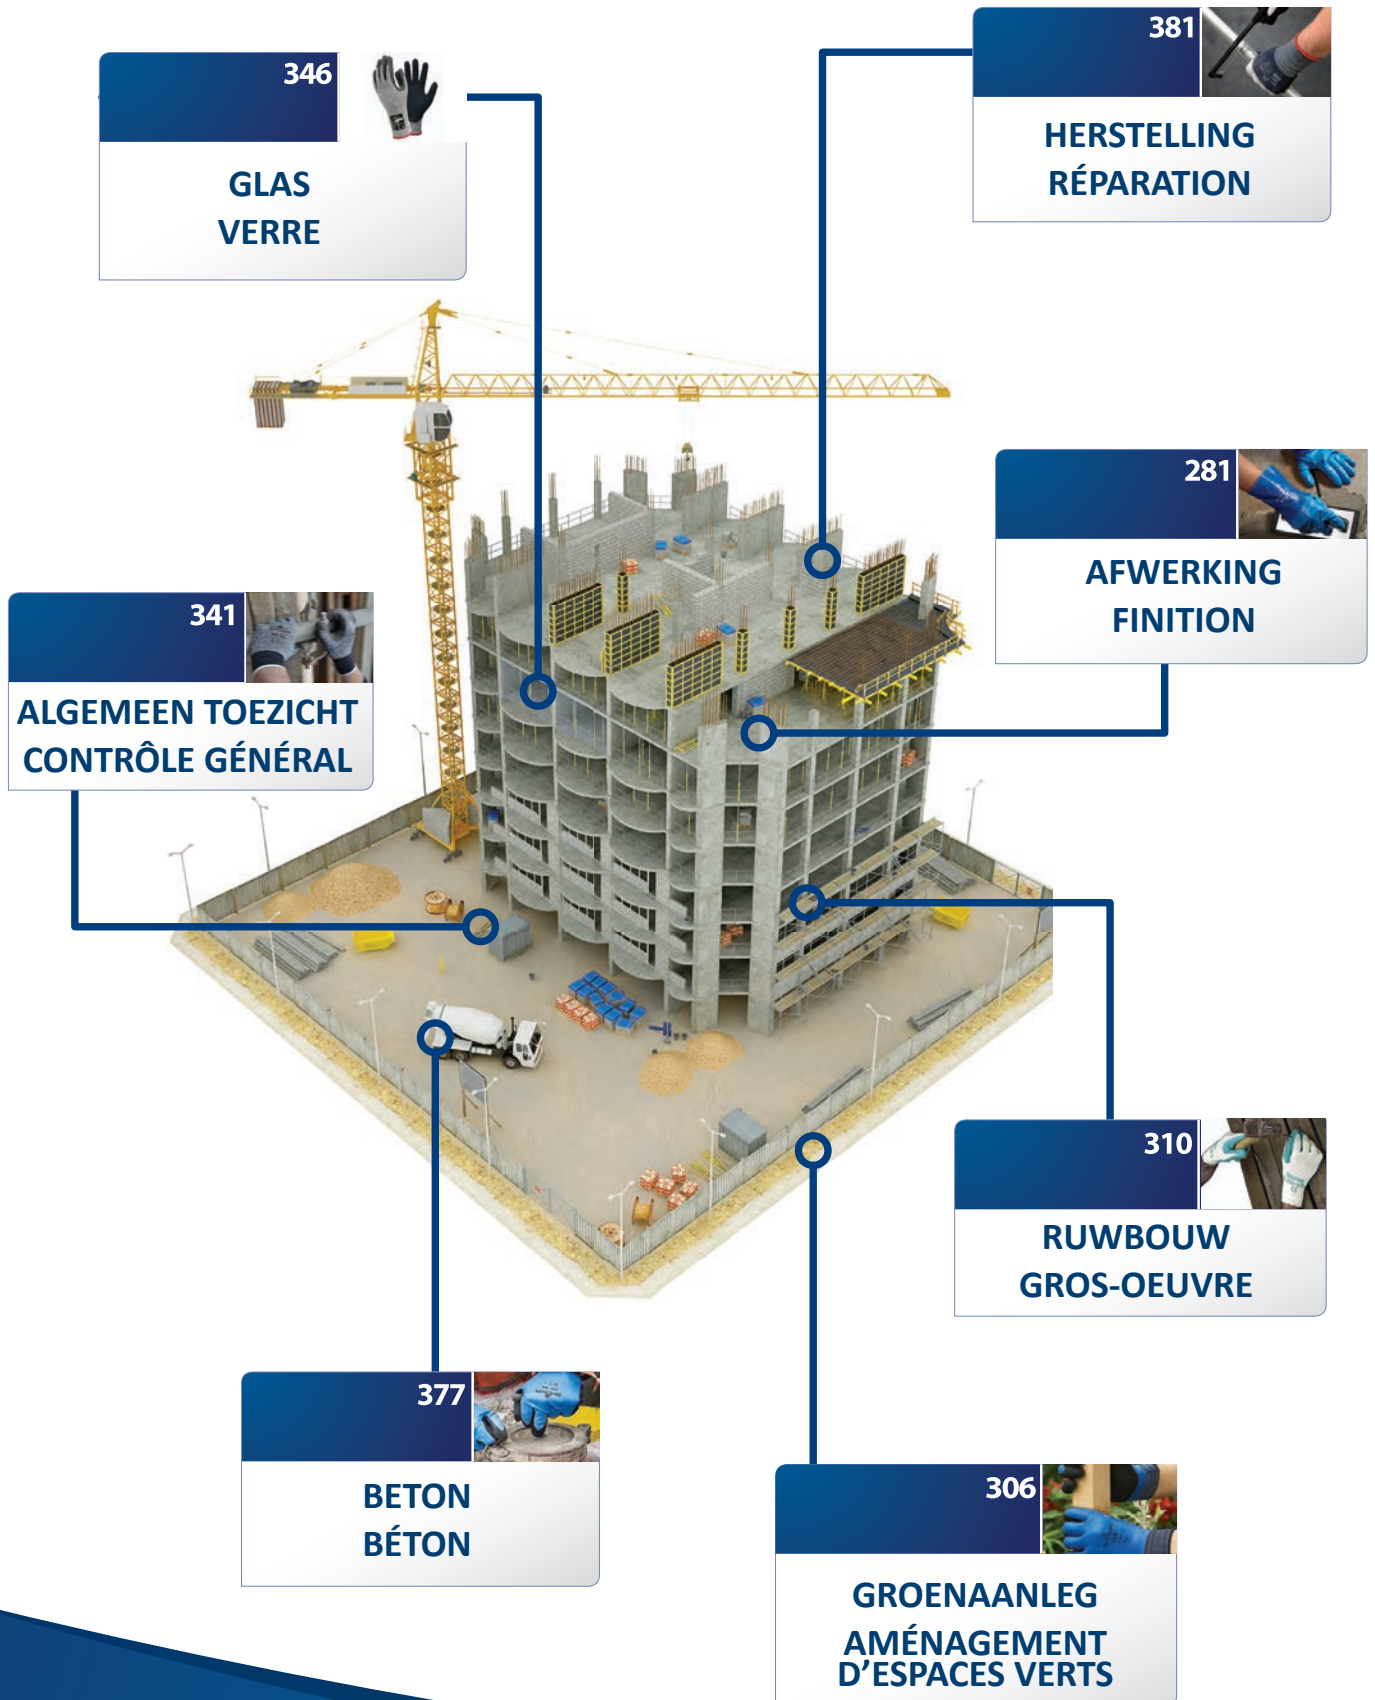 346
GLAS
VERRE
381
HERSTELLING
RÉPARATION
281
AFWERKING
FINITION
341
ALGEMEEN TOEZICHT
CONTRÔLE GÉNÉRAL
310
RUWBOUW
GROS-OEUVRE
377
BETON
BÉTON
306
GROENAANLEG
AMÉNAGEMENT
D’ESPACES VERTS